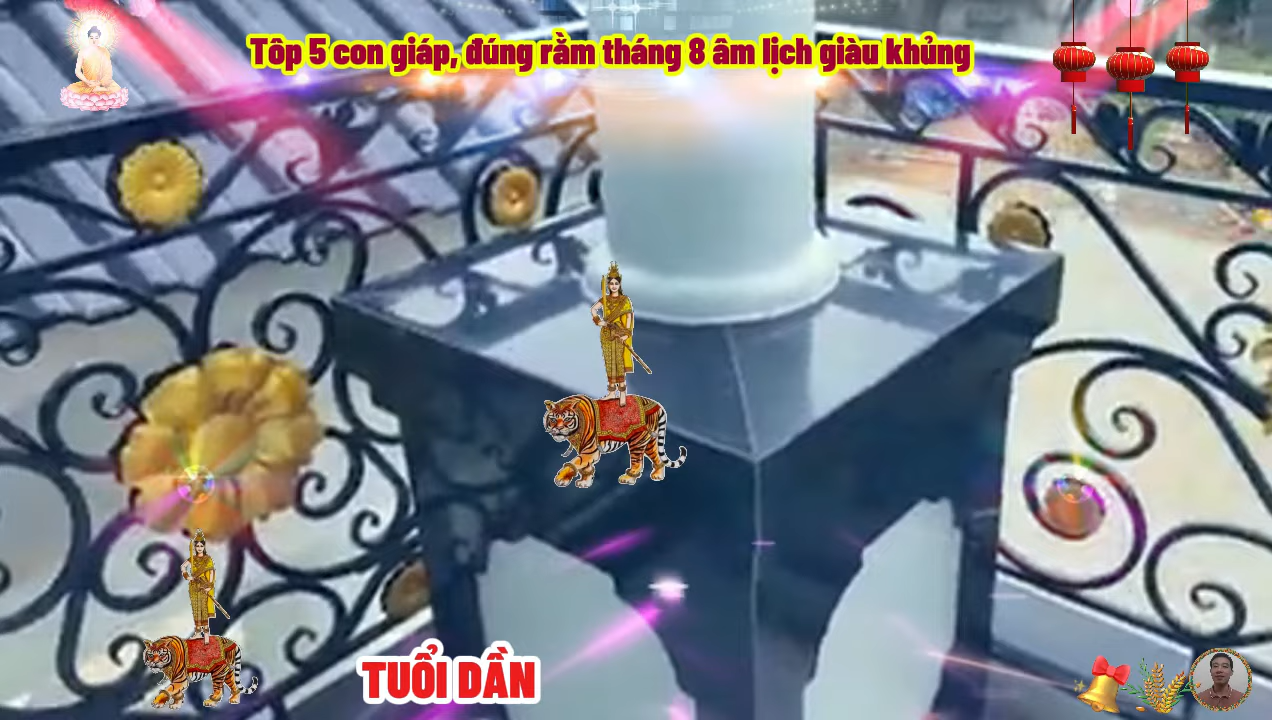 Tôp 5 con giáp, đúng rằm tháng 8 âm lịch giàu khủng
TUỔI DẦN